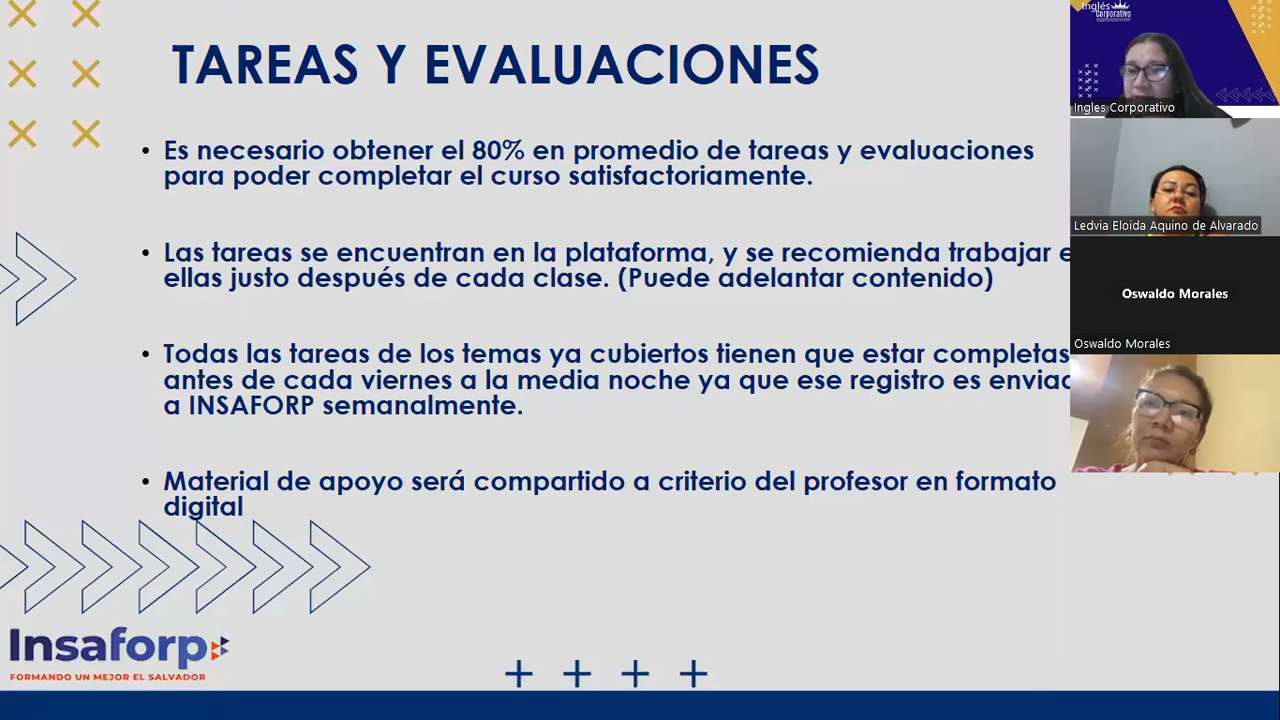 TAREAS Y EVALUACIONES
• Es necesario obtener el 80% en promedio de tareas y evaluaciones
para poder completar el curso satisfactoriamente.
• Las tareas se encuentran en la plataforma, y se recomienda trabajar e
ellas justo después de cada clase. (Puede adelantar contenido)
• Todas las tareas de los temas ya cubiertos tienen que estar completas
antes de cada viernes a la media noche ya que ese registro es enviad
a INSAFORP semanalmente.
• Material de apoyo será compartido a criterio del profesor en formato
digital
Insaforp
FORMANDO UN MEJOR EL SALVADOR
Inglés
Corporativo
Ingles Corporativo
Ledvia Eloida Aquino de Alvarado
Oswaldo Morales
Oswaldo Morales